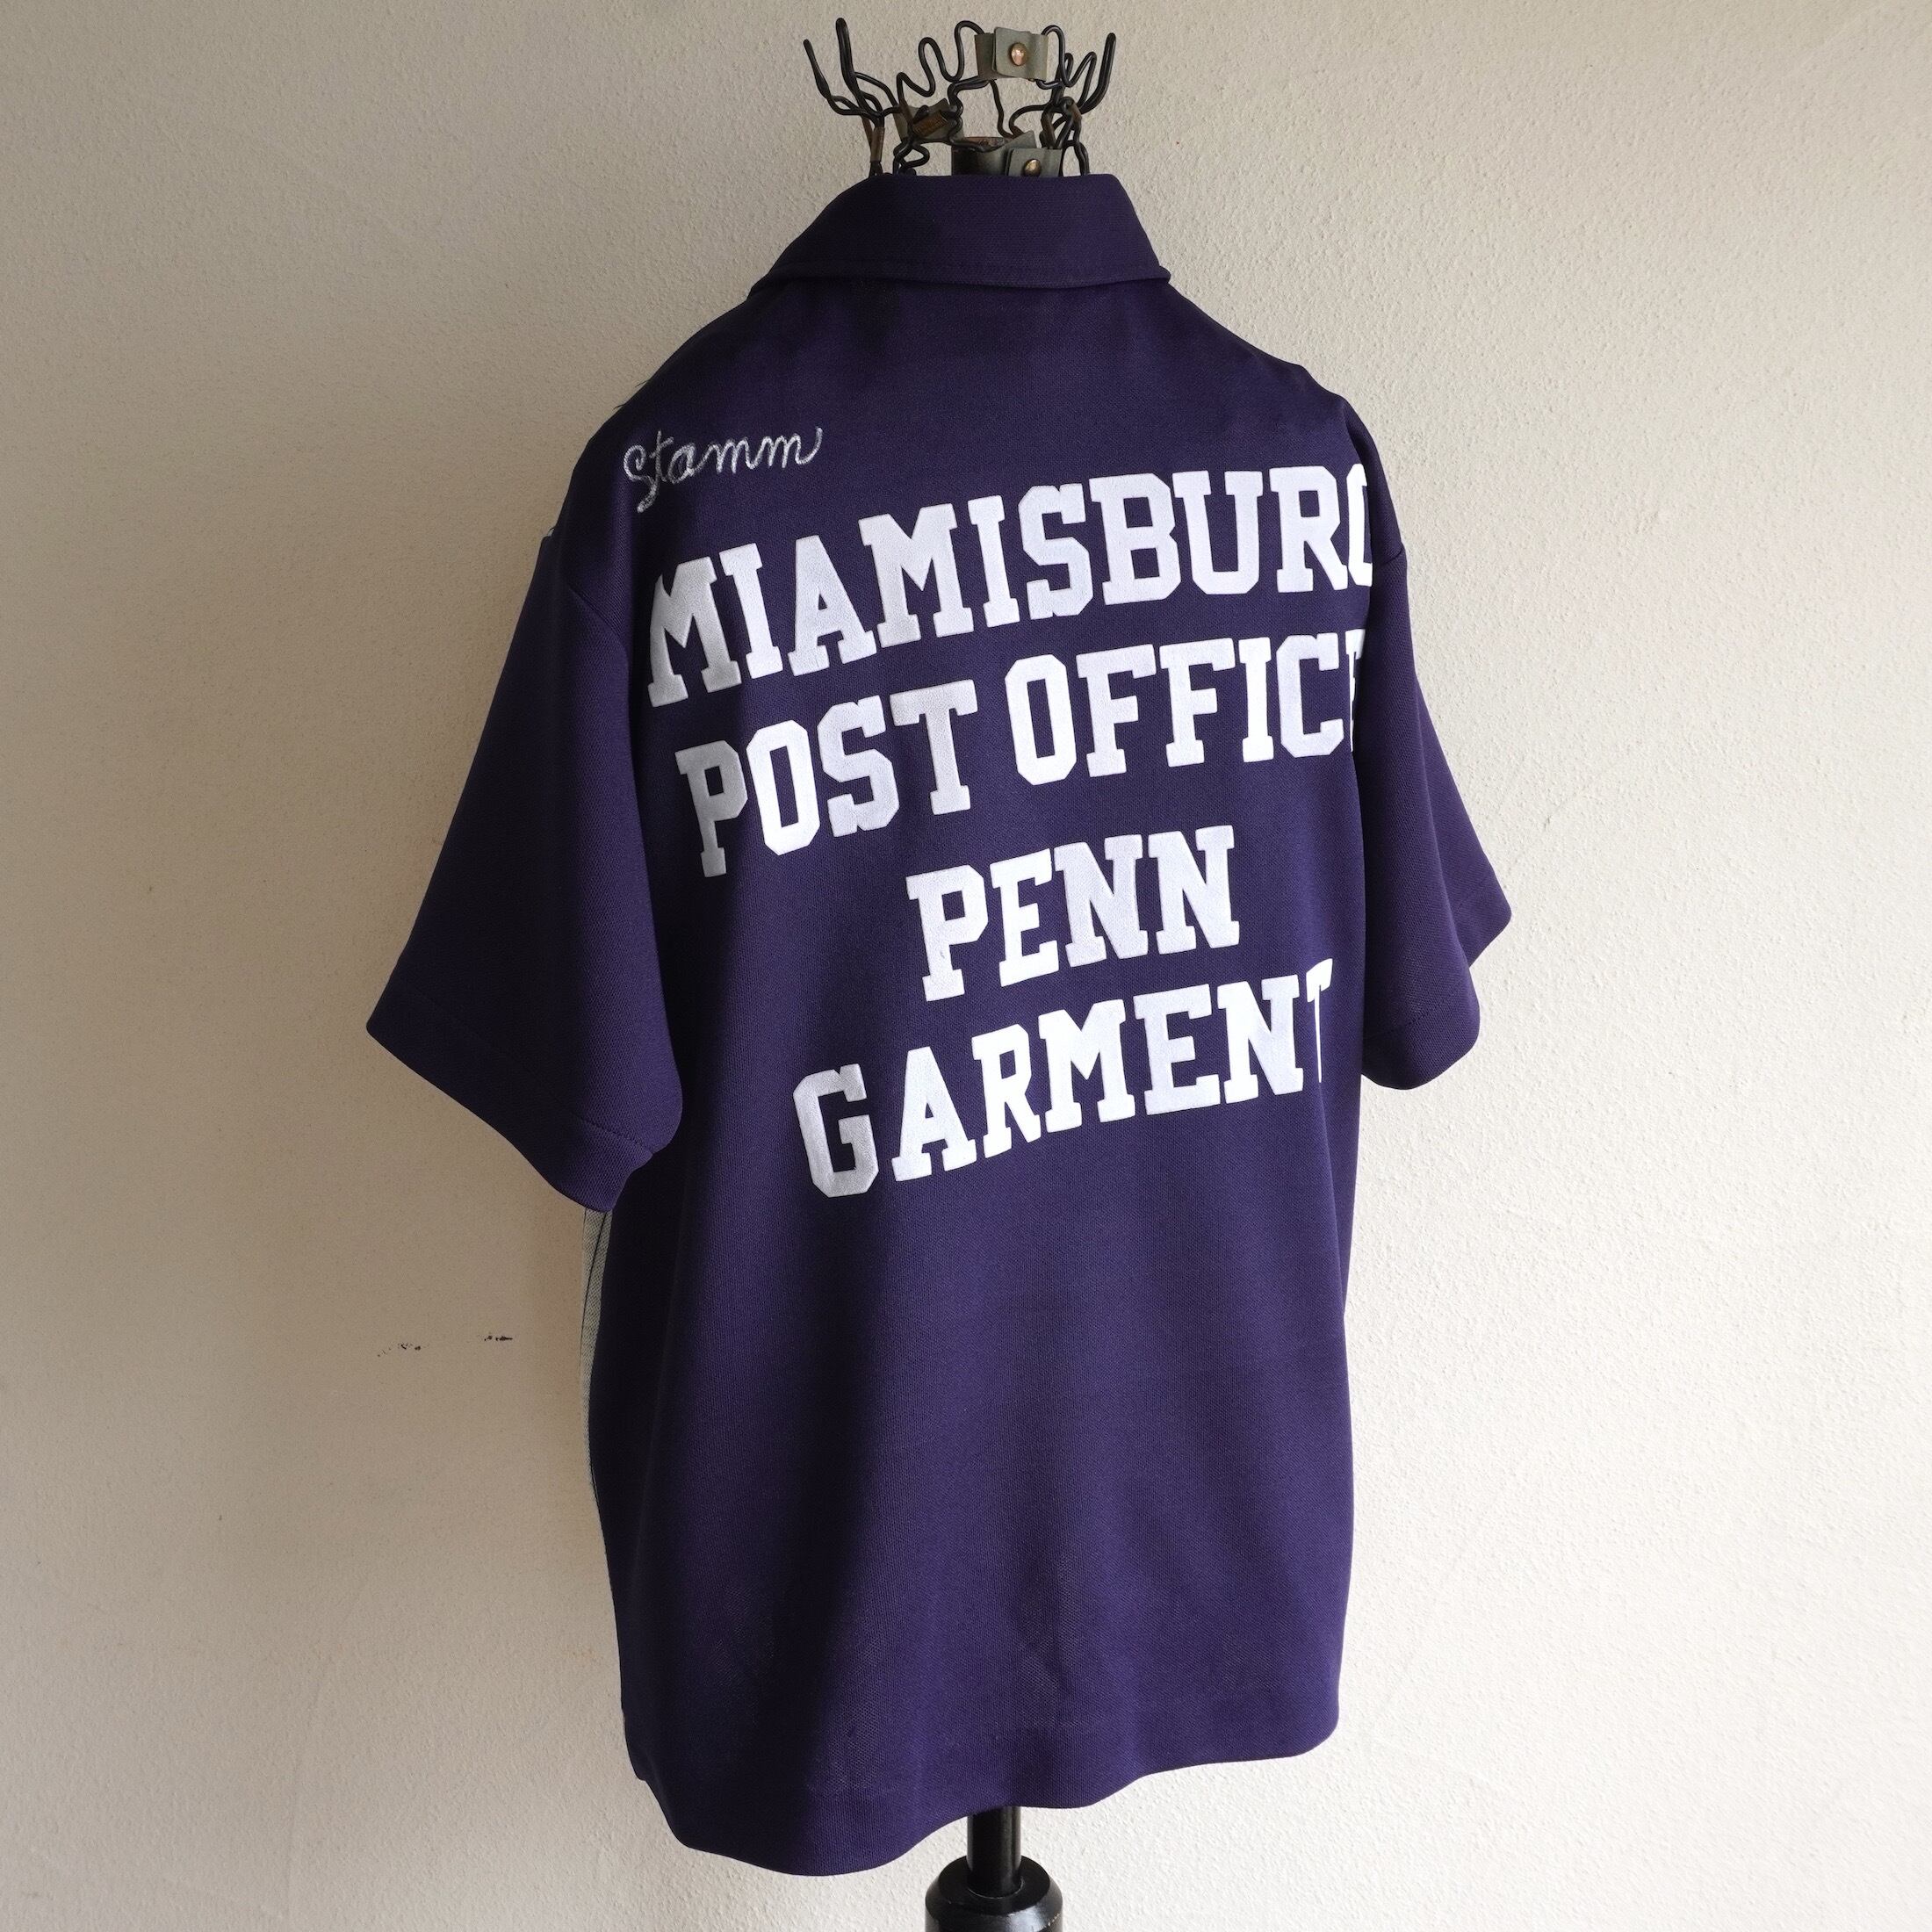 Stamm
MIAMISBURG
POST OFFICE
PENN
GARMENT